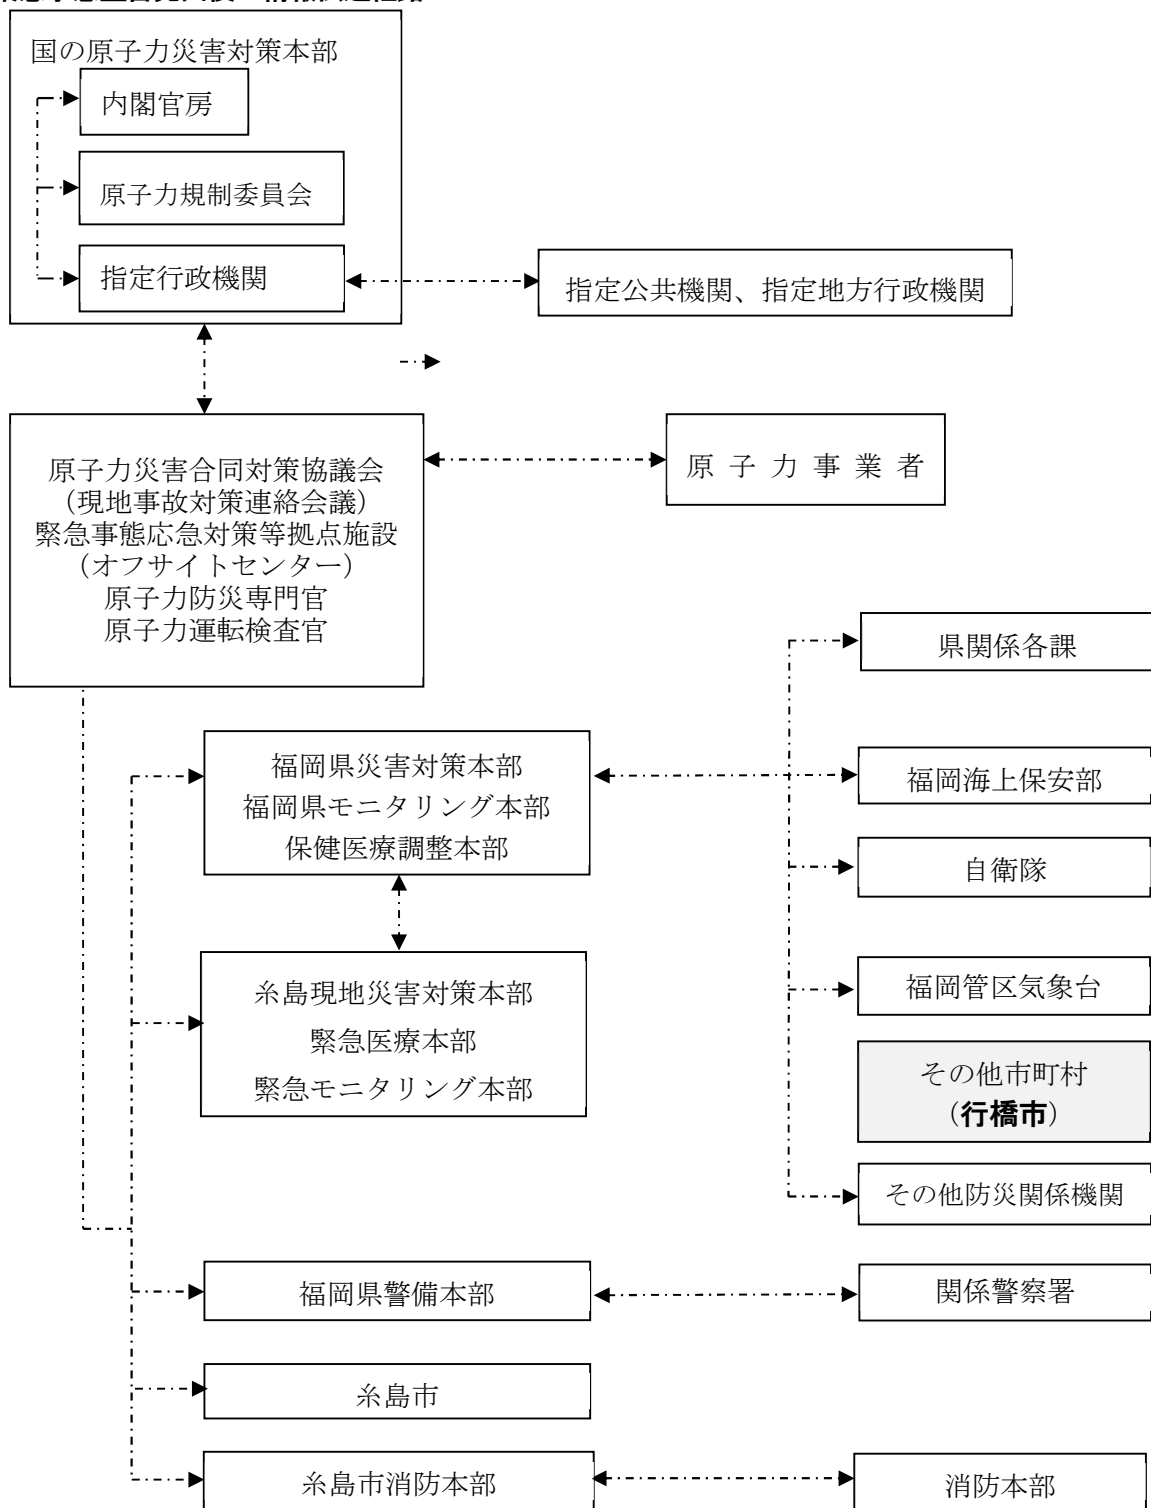 国の原子力災害対策本部
内閣官房
原子力規制委員会
指定行政機関
指定公共機関、指定地方行政機関
原子力災害合同対策協議会
（現地事故対策連絡会議）
緊急事態応急対策等拠点施設
（オフサイトセンター）
原子力防災専門官
原子力運転検査官
原子力事業者
県関係各課
福岡県災害対策本部
福岡県モニタリング本部
保健医療調整本部
福岡海上保安部
自衛隊
糸島現地災害対策本部
緊急医療本部
緊急モニタリング本部
福岡管区気象台
その他市町村
（行橋市）
その他防災関係機関
福岡県警備本部
関係警察署
糸島市
糸島市消防本部
消防本部